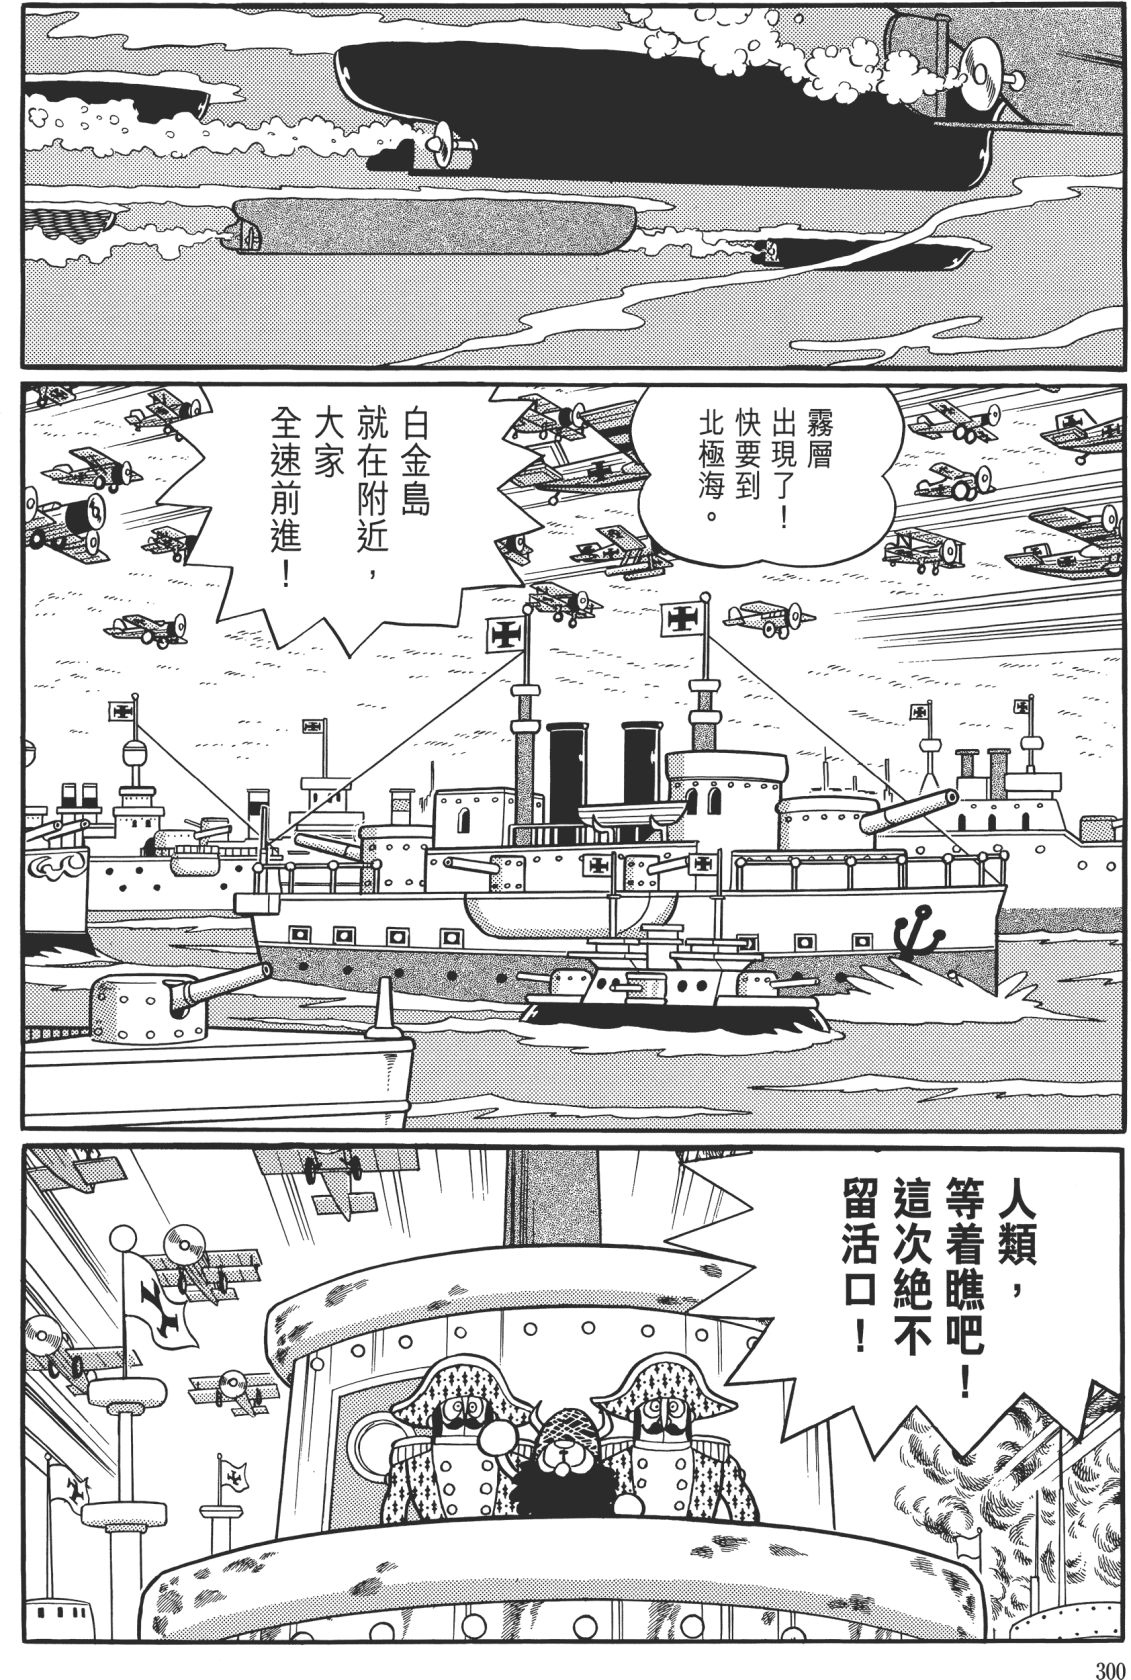 霧層
出現了！
快要到
北極海。
白金島
就在附近，
大家
全速前進！
人類，
等着瞧吧！
這次絕不
留活口！
300